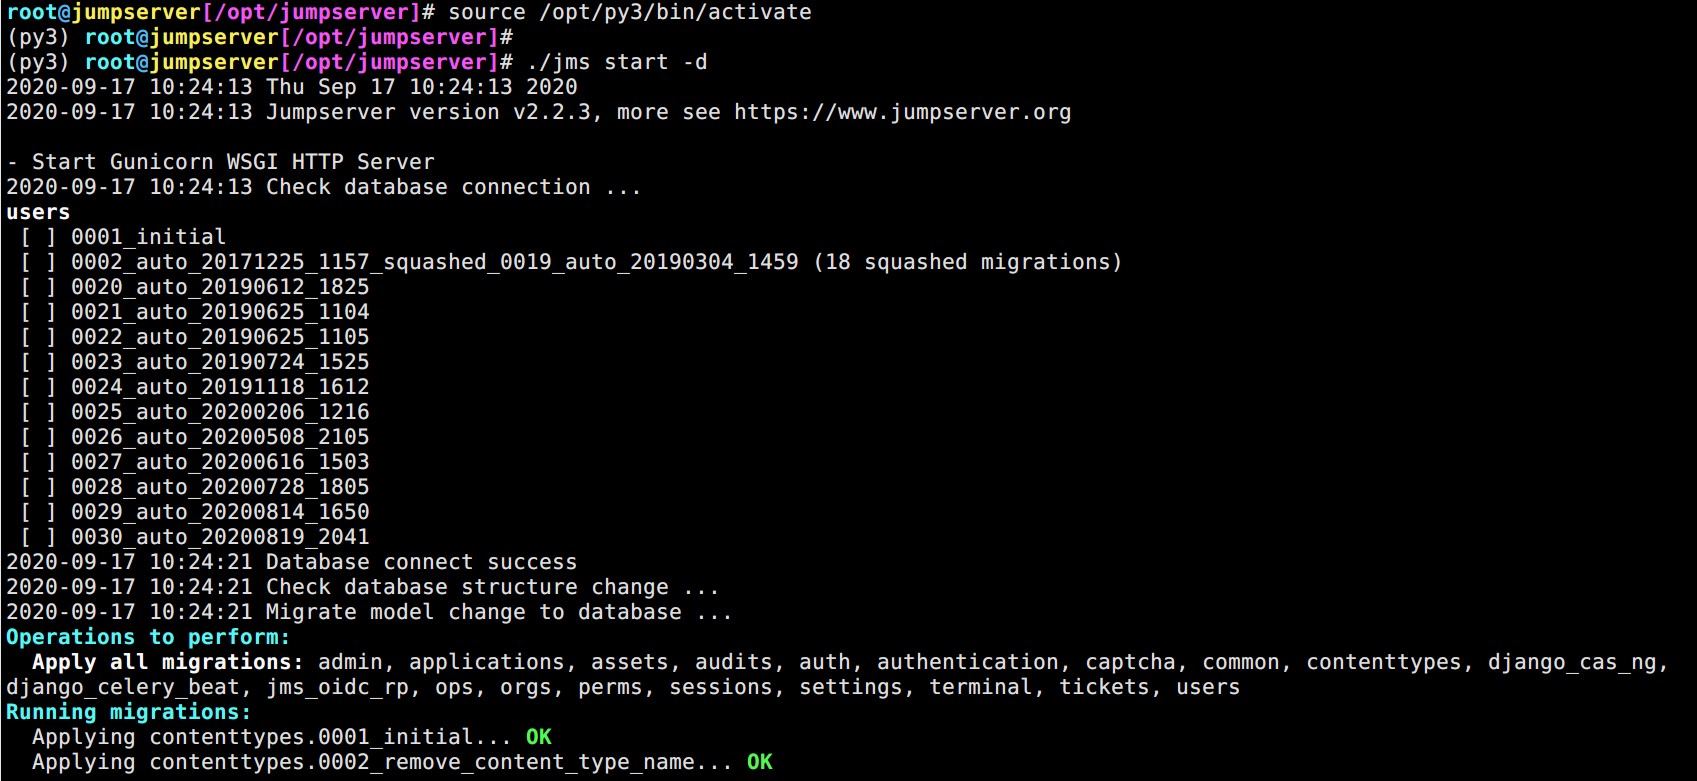 root@jumpserver[/opt/jumpserver]# source /opt/py3/bin/activate
(py3) root@jumpserver[/opt/jumpserver]#
(py3) root@jumpserver[/opt/jumpserver]# ./jms start -d
2020-09-17 10:24:13 Thu Sep 17 10:24:13 2020
2020-09-17 10:24:13 Jumpserver version v2.2.3, more see https://www.jumpserver.org
- Start Gunicorn WSGI HTTP Server
2020-09-17 10:24:13 Check database connection ...
users
 [ ] 0001_initial
 [ ] 0002_auto_20171225_1157_squashed_0019_auto_20190304_1459 (18 squashed migrations)
 [ ] 0020_auto_20190612_1825
 [ ] 0021_auto_20190625_1104
 [ ] 0022_auto_20190625_1105
 [ ] 0023_auto_20190724_1525
 [ ] 0024_auto_20191118_1612
 [ ] 0025_auto_20200206_1216
 [ ] 0026_auto_20200508_2105
 [ ] 0027_auto_20200616_1503
 [ ] 0028_auto_20200728_1805
 [ ] 0029_auto_20200814_1650
 [ ] 0030_auto_20200819_2041
2020-09-17 10:24:21 Database connect success
2020-09-17 10:24:21 Check database structure change ...
2020-09-17 10:24:21 Migrate model change to database ...
Operations to perform:
  Apply all migrations: admin, applications, assets, audits, auth, authentication, captcha, common, contenttypes, django_cas_ng,
django_celery_beat, jms_oidc_rp, ops, orgs, perms, sessions, settings, terminal, tickets, users
Running migrations:
  Applying contenttypes.0001_initial... OK
  Applying contenttypes.0002_remove_content_type_name... OK